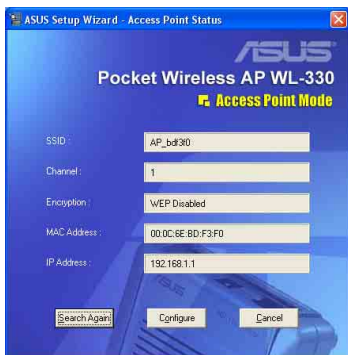 ASUS Setup Wizard - Access Point Status
ASUS
Pocket Wireless AP WL-330
Access Point Mode
SSID :
AP_bdf3f0
Channel :
1
Encryption :
WEP Disabled
MAC Address :
00:0C:6E:BD:F3:F0
IP Address :
192.168.1.1
ASUS
Search Again
Configure
Cancel